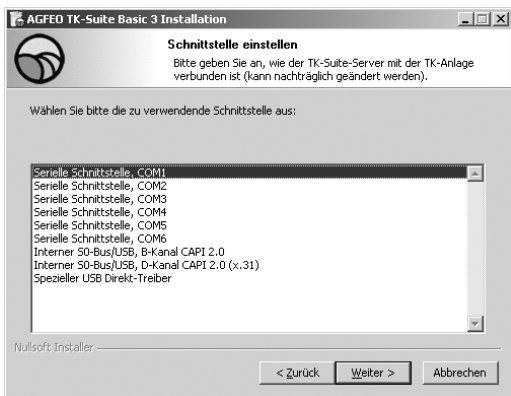 AGFEO TK-Suite Basic 3 Installation
Schnittstelle einstellen
Bitte geben Sie an, wie der TK-Suite-Server mit der TK-Anlage
verbunden ist (kann nachträglich geändert werden).
Wählen Sie bitte die zu verwendende Schnittstelle aus:
Serielle Schnittstelle, COM1
Serielle Schnittstelle, COM2
Serielle Schnittstelle, COM3
Serielle Schnittstelle, COM4
Serielle Schnittstelle, COM5
Serielle Schnittstelle, COM6
Interner S0-Bus/USB, B-Kanal CAPI 2.0
Interner S0-Bus/USB, D-Kanal CAPI 2.0 (x.31)
Spezieller USB Direkt-Treiber
Nullsoft Installer
< Zurück Weiter > Abbrechen